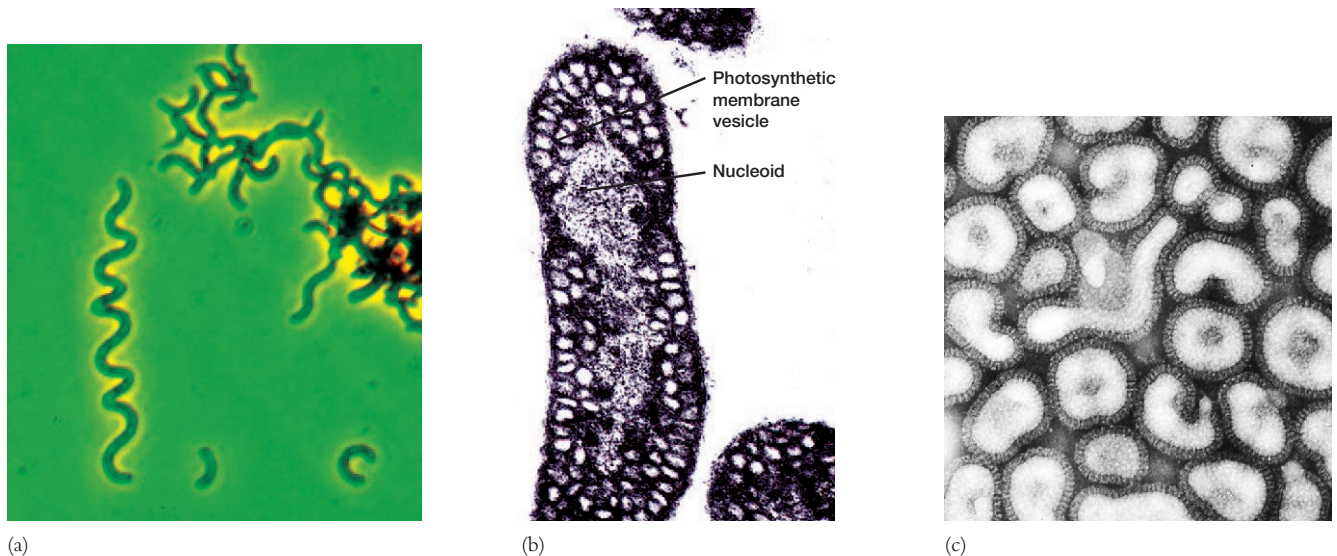 Photosynthetic
membrane
vesicle
Nucleoid
(a)
(b)
(c)